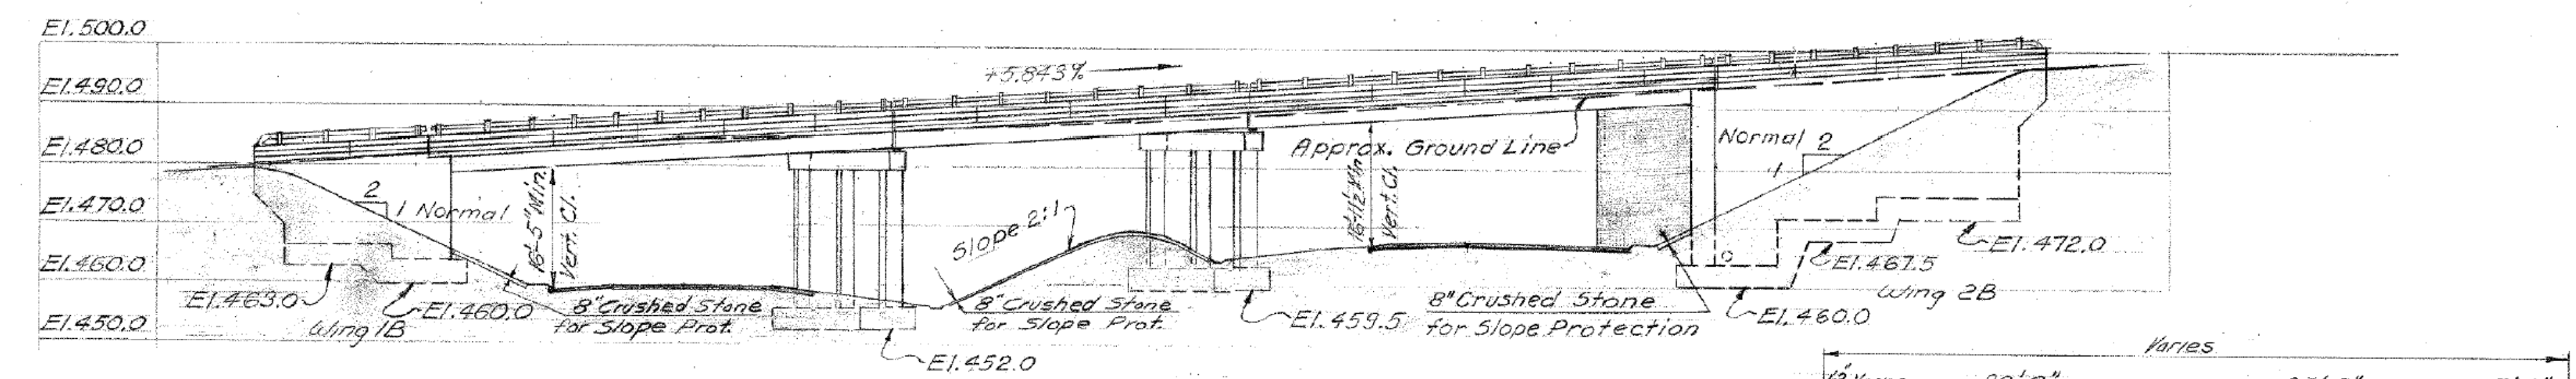 El. 500.0
El. 490.0
El. 480.0
El. 470.0
El. 460.0
El. 450.0
+5.843%
2
1 Normal
16'-5" Min.
Vert. Cl.
Slope 2:1
Approx. Ground Line
16'-11½" Min
Vert. Cl.
Normal 2
1
El. 463.0
Wing 1B
El. 460.0
8" Crushed Stone
for Slope Prot.
El. 452.0
8" Crushed Stone
for Slope Prot.
El. 459.5
8" Crushed Stone
for Slope Protection
El. 460.0
El. 467.5
Wing 2B
El. 472.0
Varies